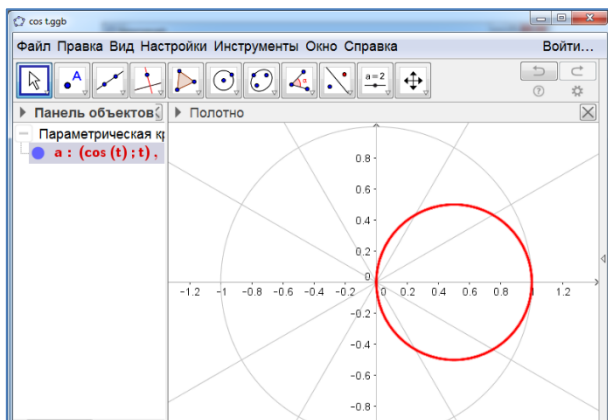 cos t.ggb
Файл Правка Вид Настройки Инструменты Окно Справка Войти...
A a=2
Панель объектов Полотно
Параметрическая кр
a : (cos (t) ; t) ,
0.8
0.6
0.4
0.2
0
-1.2 -1 -0.8 -0.6 -0.4 -0.2 0 0.2 0.4 0.6 0.8 1 1.2
-0.2
-0.4
-0.6
-0.8